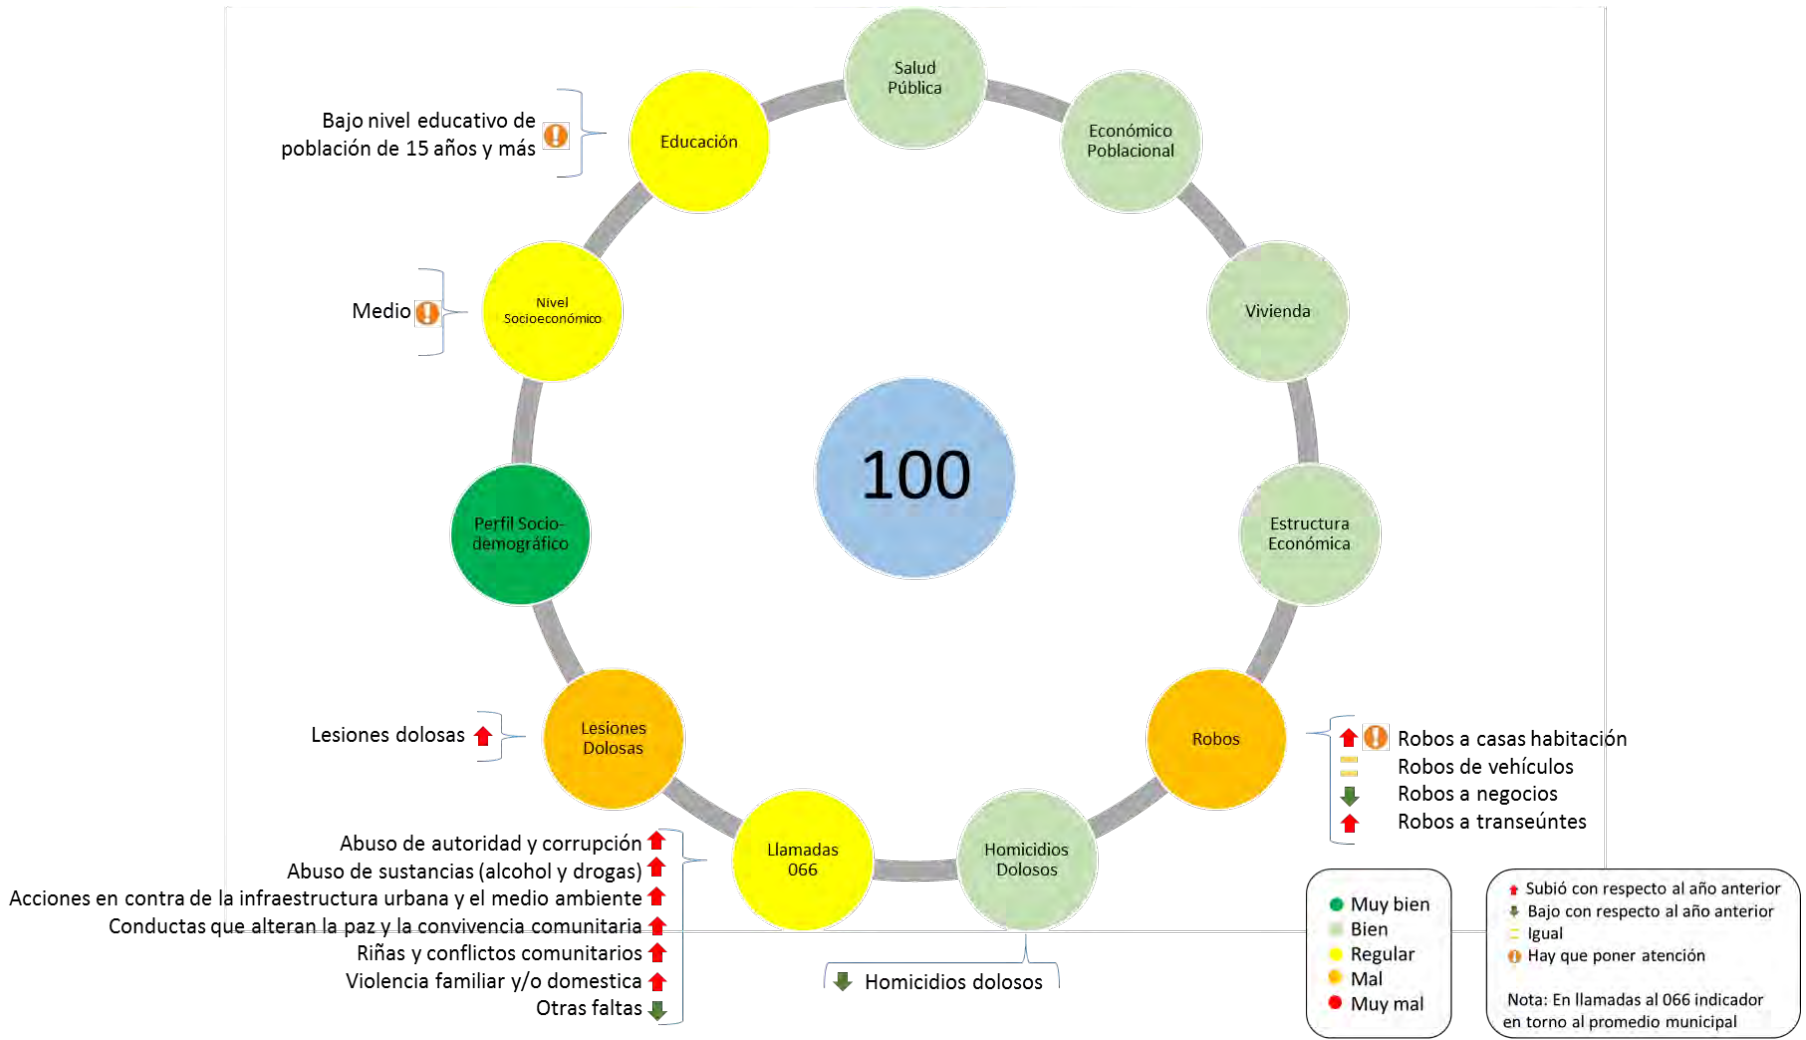 Salud
Pública
Económico
Poblacional
Vivienda
Estructura
Económica
Robos
Robos a casas habitación
Robos de vehículos
Robos a negocios
Robos a transeúntes
Homicidios
Dolosos
Homicidios dolosos
Llamadas
066
Abuso de autoridad y corrupción
Abuso de sustancias (alcohol y drogas)
Acciones en contra de la infraestructura urbana y el medio ambiente
Conductas que alteran la paz y la convivencia comunitaria
Riñas y conflictos comunitarios
Violencia familiar y/o domestica
Otras faltas
Lesiones
Dolosas
Lesiones dolosas
Perfil Socio-
demográfico
Nivel
Socioeconómico
Medio
Educación
Bajo nivel educativo de
población de 15 años y más
100
Muy bien
Bien
Regular
Mal
Muy mal
Subió con respecto al año anterior
Bajo con respecto al año anterior
Igual
Hay que poner atención
Nota: En llamadas al 066 indicador
en torno al promedio municipal